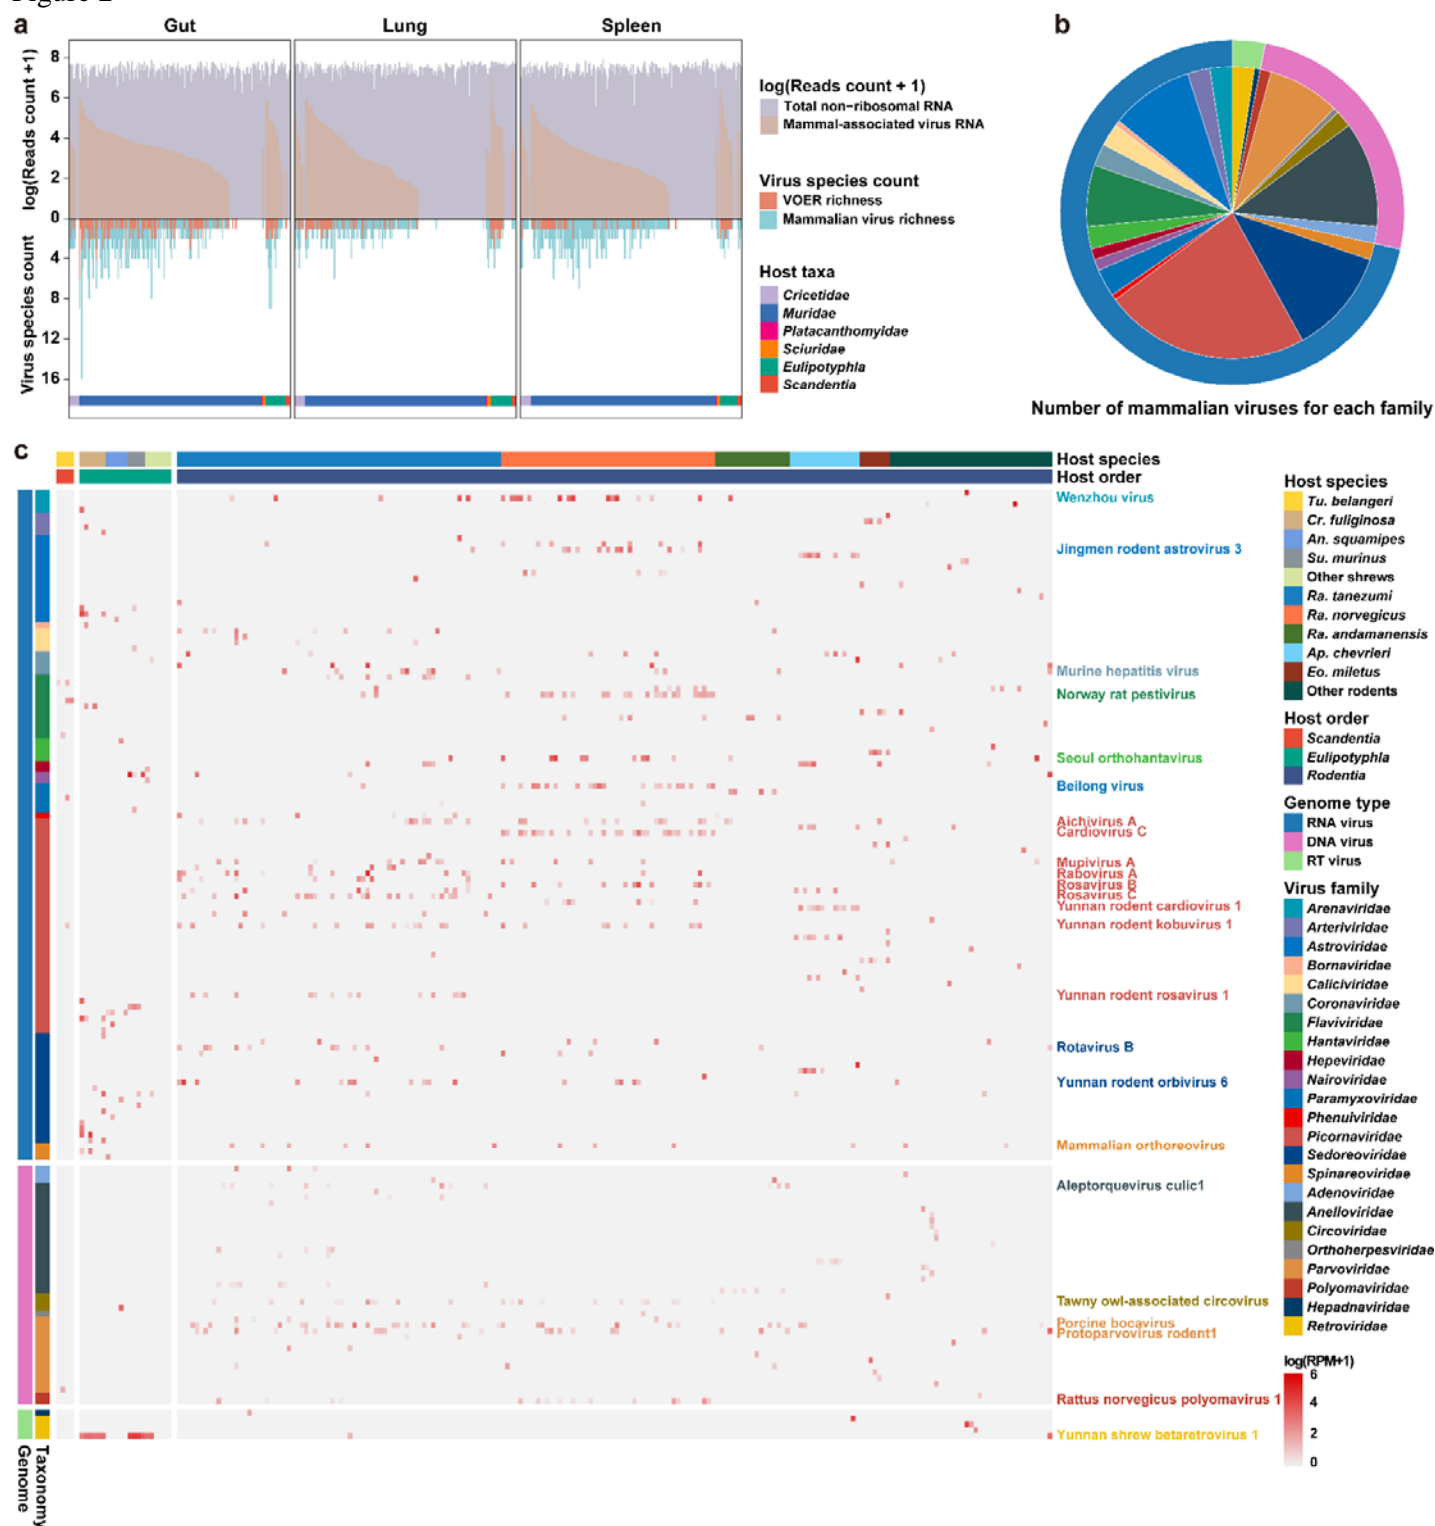 a
Gut
Lung
Spleen
log(Reads count +1)
8
6
4
2
0
Virus species count
4
8
12
16
log(Reads count + 1)
Total non-ribosomal RNA
Mammal-associated virus RNA
Virus species count
VOER richness
Mammalian virus richness
Host taxa
Cricetidae
Muridae
Platacanthomyidae
Sciuridae
Eulipotyphla
Scandentia
b
Number of mammalian viruses for each family
c
Host species
Host order
Wenzhou virus
Jingmen rodent astrovirus 3
Murine hepatitis virus
Norway rat pestivirus
Seoul orthohantavirus
Beilong virus
Aichivirus A
Cardiovirus C
Mupivirus A
Rabovirus A
Rosavirus B
Rosavirus C
Yunnan rodent cardiovirus 1
Yunnan rodent kobuvirus 1
Yunnan rodent rosavirus 1
Rotavirus B
Yunnan rodent orbivirus 6
Mammalian orthoreovirus
Aleptorquevirus culic1
Tawny owl-associated circovirus
Porcine bocavirus
Protoparvovirus rodent1
Rattus norvegicus polyomavirus 1
Yunnan shrew betaretrovirus 1
Genome
Taxonomy
Host species
Tu. belangeri
Cr. fuliginosa
An. squamipes
Su. murinus
Other shrews
Ra. tanezumi
Ra. norvegicus
Ra. andamanensis
Ap. chevrieri
Eo. miletus
Other rodents
Host order
Scandentia
Eulipotyphla
Rodentia
Genome type
RNA virus
DNA virus
RT virus
Virus family
Arenaviridae
Arteriviridae
Astroviridae
Bornaviridae
Caliciviridae
Coronaviridae
Flaviviridae
Hantaviridae
Hepeviridae
Nairoviridae
Paramyxoviridae
Phenuiviridae
Picornaviridae
Sedoreoviridae
Spinareoviridae
Adenoviridae
Anelloviridae
Circoviridae
Orthoherpesviridae
Parvoviridae
Polyomaviridae
Hepadnaviridae
Retroviridae
log(RPM+1)
6
4
2
0